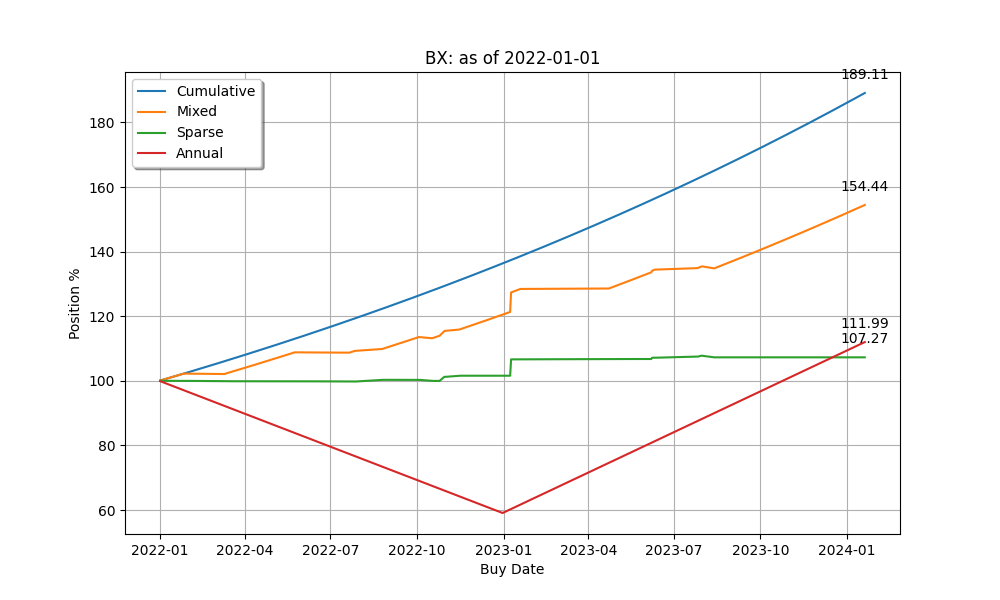 BX: as of 2022-01-01
Cumulative
Mixed
Sparse
Annual
189.11
154.44
111.99
107.27
180
160
140
120
100
80
60
Position %
2022-01 2022-04 2022-07 2022-10 2023-01 2023-04 2023-07 2023-10 2024-01
Buy Date